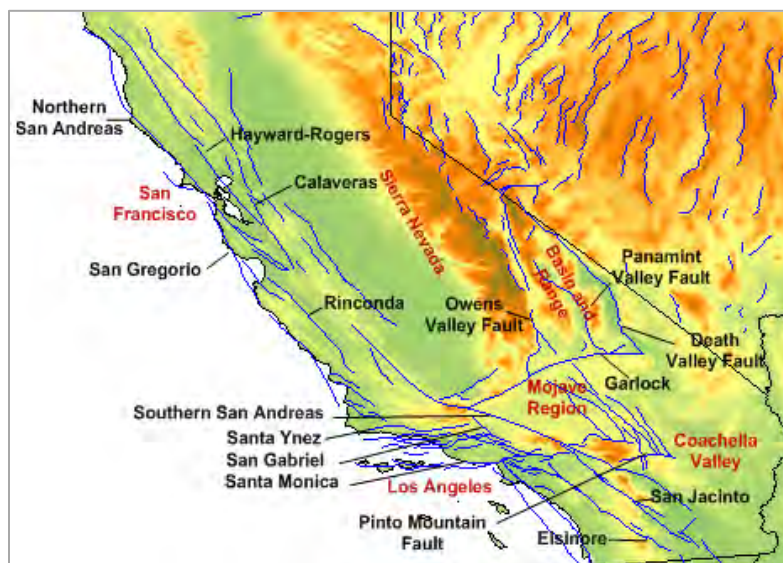 Northern
San Andreas
Hayward-Rogers
San
Francisco
Calaveras
San Gregorio
Rinconda
Sierra Nevada
Basin and
Range
Panamint
Valley Fault
Owens
Valley Fault
Death
Valley Fault
Garlock
Mojave
Region
Southern San Andreas
Santa Ynez
San Gabriel
Santa Monica
Los Angeles
Coachella
Valley
San Jacinto
Pinto Mountain
Fault
Elsinore